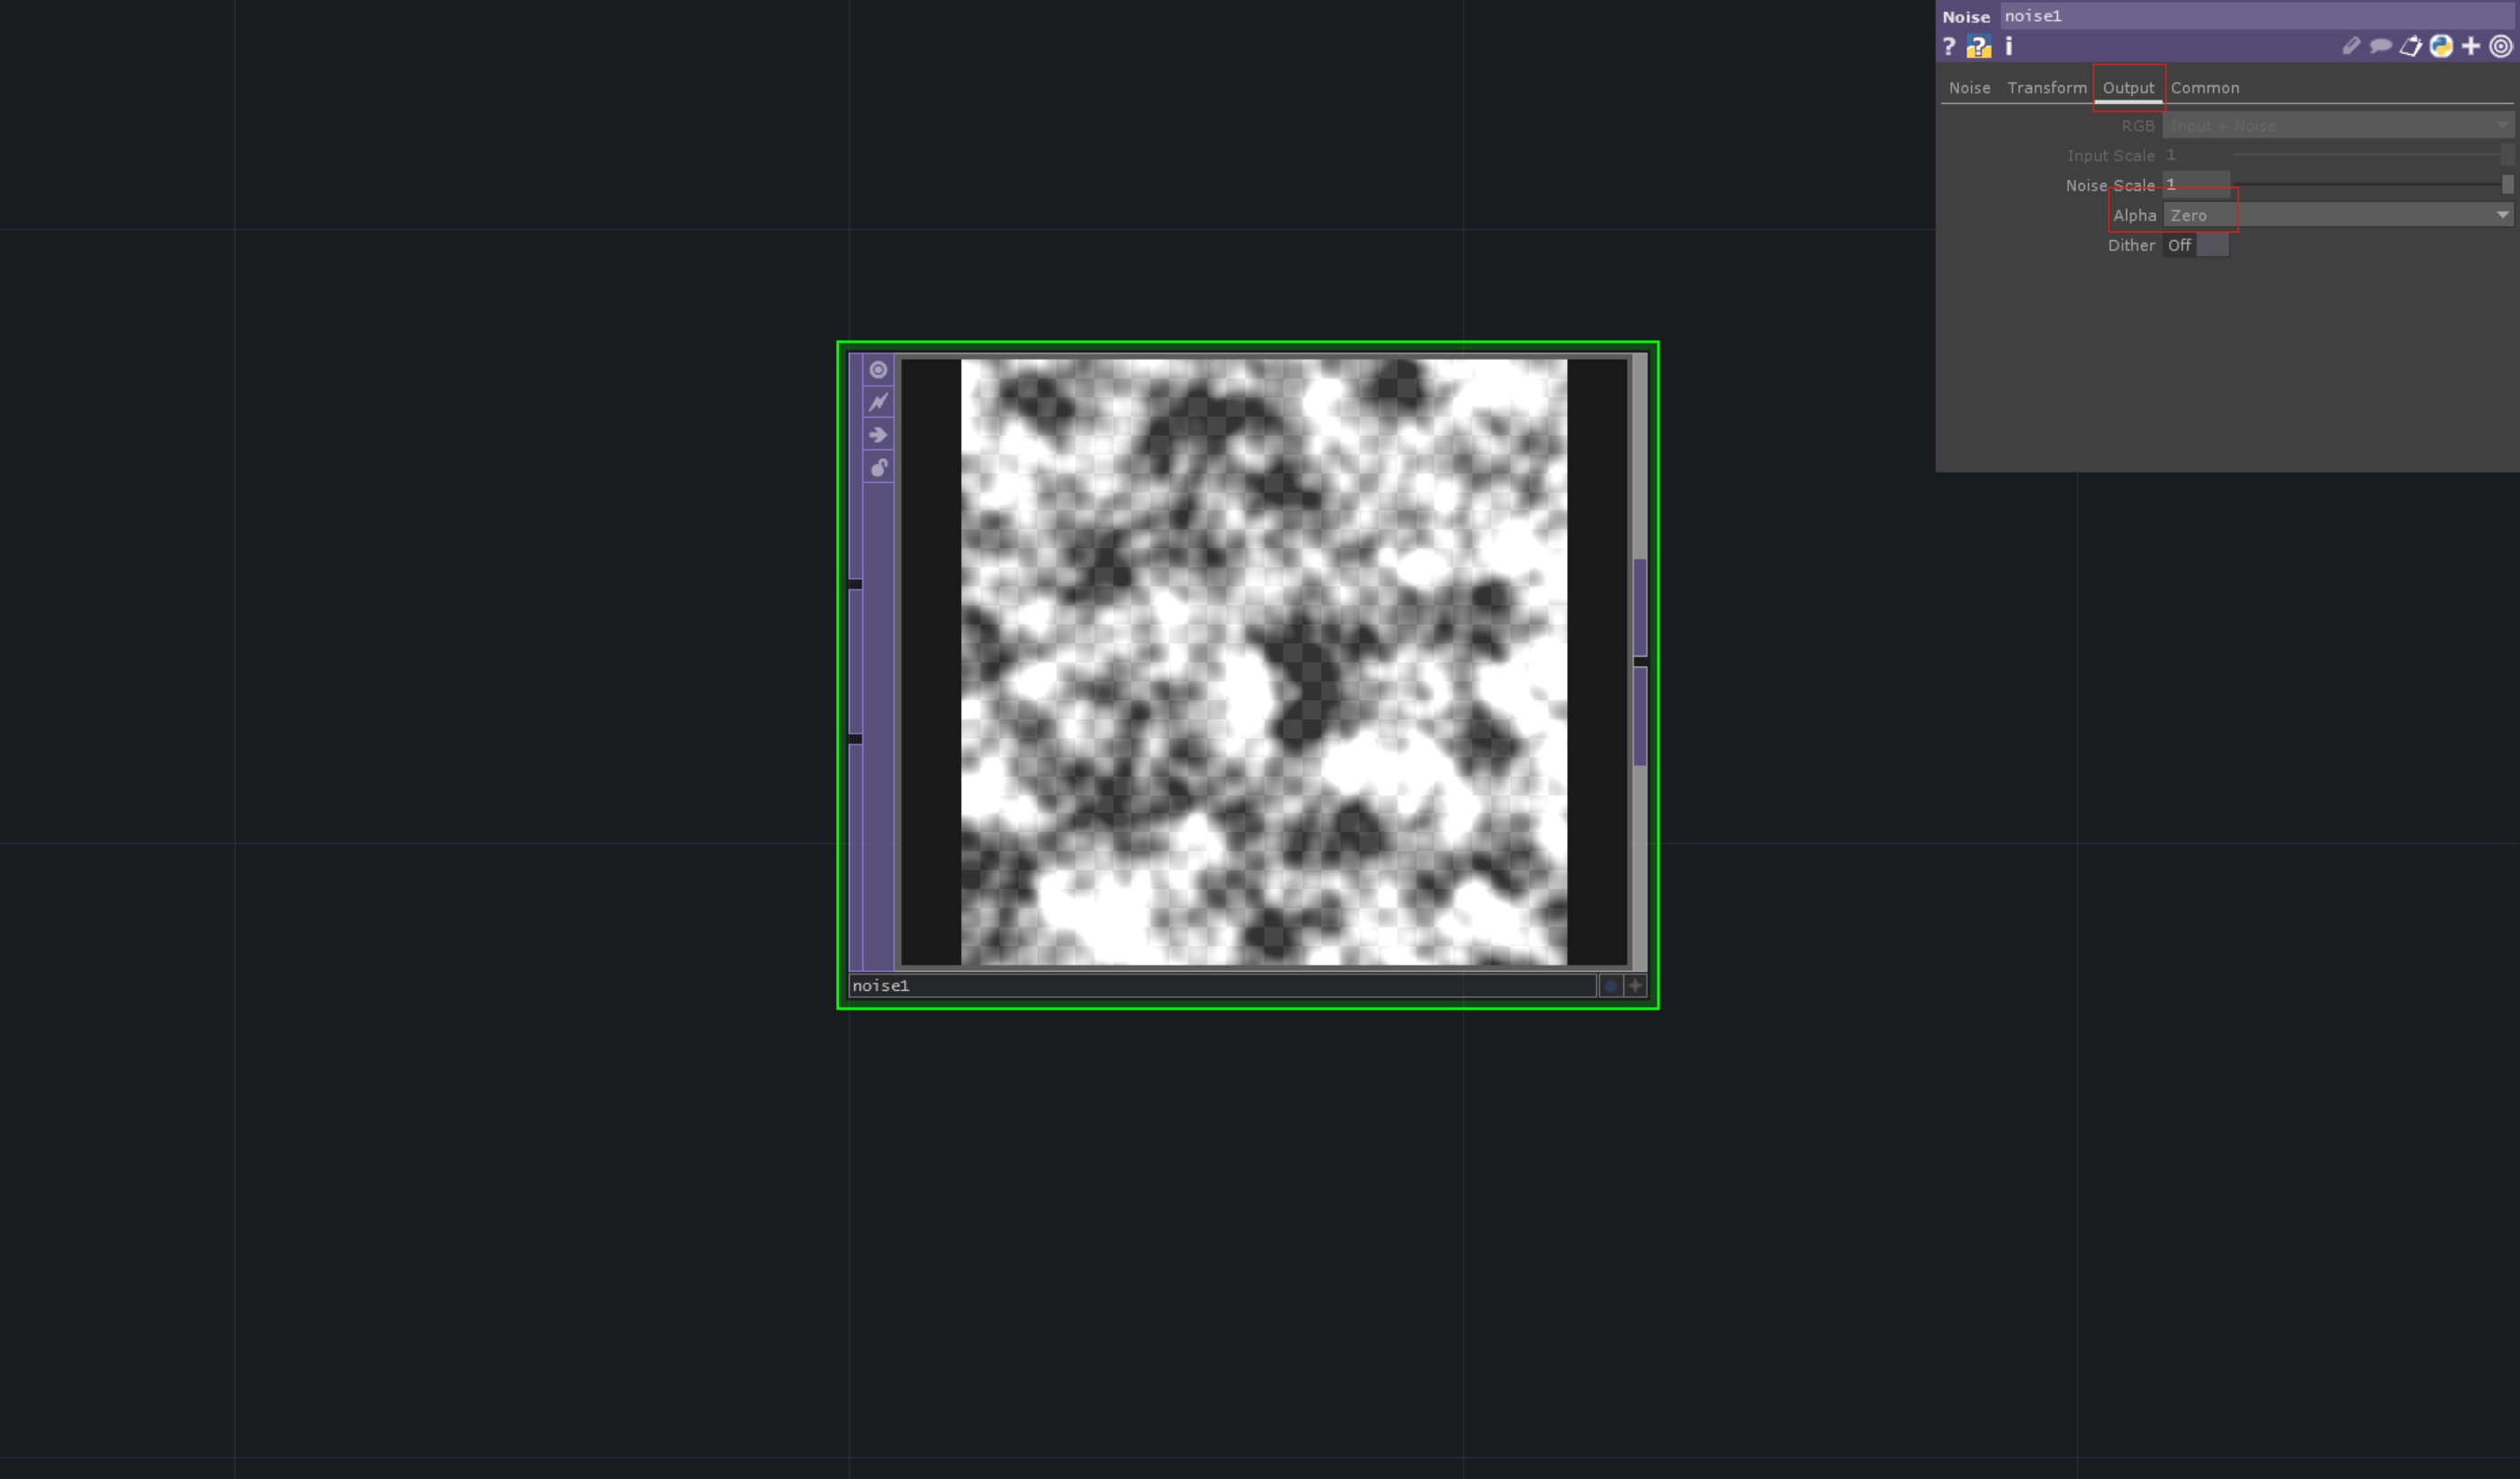 Noise noise1
? ? i
Noise Transform Output Common
RGB Input + Noise
Input Scale 1
Noise Scale 1
Alpha Zero
Dither Off
noise1